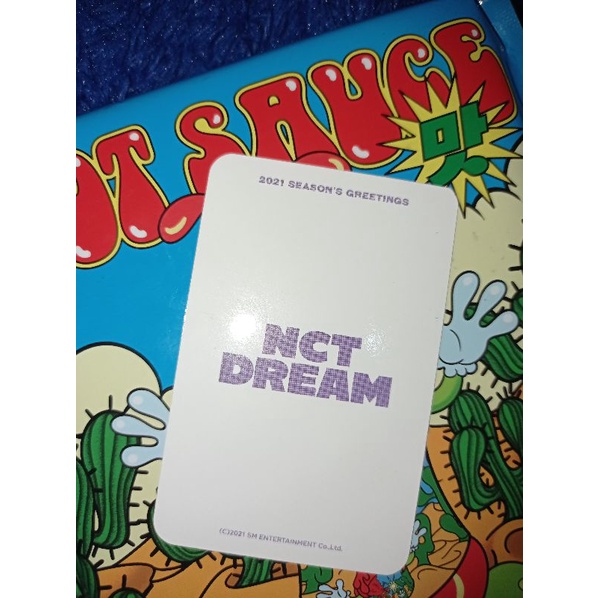 OT SAUCE
맛
2021 SEASON'S GREETINGS
NCT
DREAM
(C)2021 SM ENTERTAINMENT Co.,Ltd.